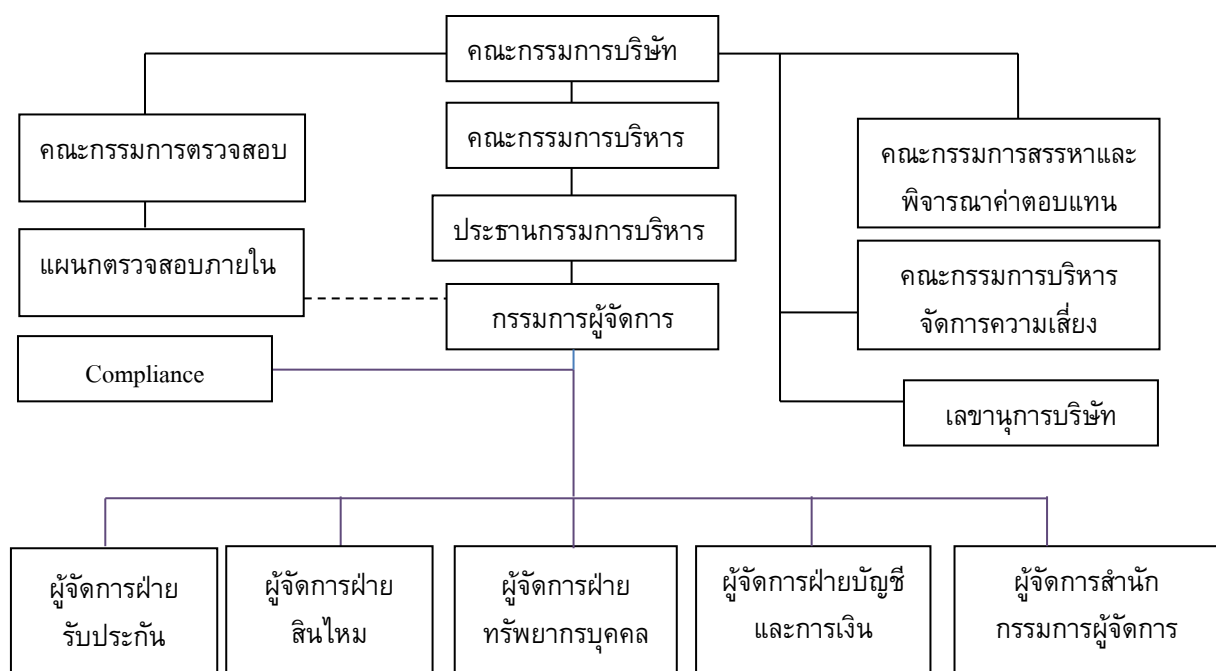 คณะกรรมการบริษัท
คณะกรรมการตรวจสอบ
คณะกรรมการบริหาร
คณะกรรมการสรรหาและ
พิจารณาค่าตอบแทน
ประธานกรรมการบริหาร
แผนกตรวจสอบภายใน
คณะกรรมการบริหาร
จัดการความเสี่ยง
กรรมการผู้จัดการ
Compliance
เลขานุการบริษัท
ผู้จัดการฝ่าย
รับประกัน
ผู้จัดการฝ่าย
สินไหม
ผู้จัดการฝ่าย
ทรัพยากรบุคคล
ผู้จัดการฝ่ายบัญชี
และการเงิน
ผู้จัดการสำนัก
กรรมการผู้จัดการ